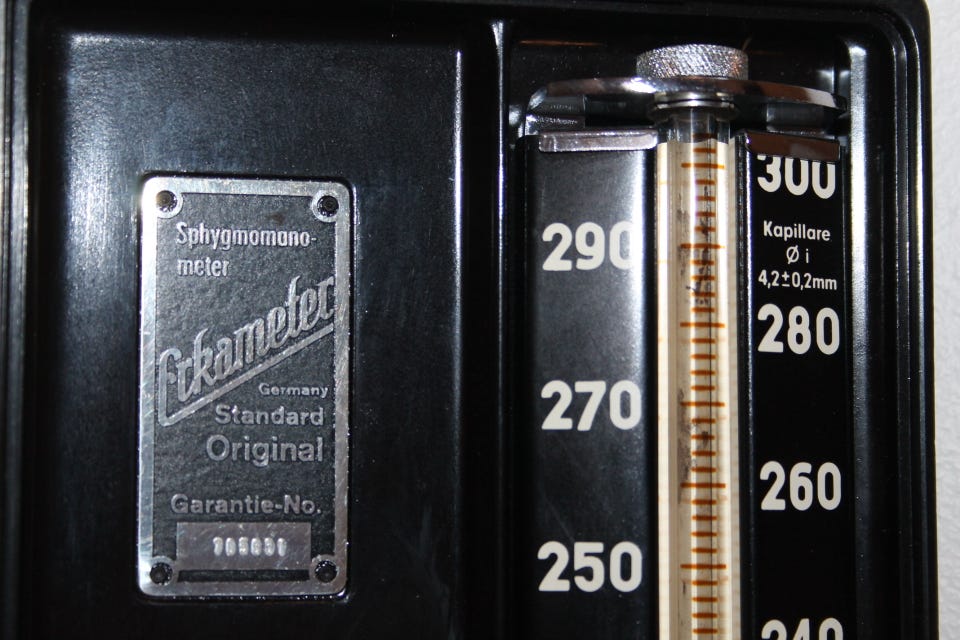 Sphygmomano-
meter
Erkameter
Germany
Standard
Original
Garantie-No.
300
290
Kapillare
Ø i
4,2±0,2mm
280
270
260
250
240